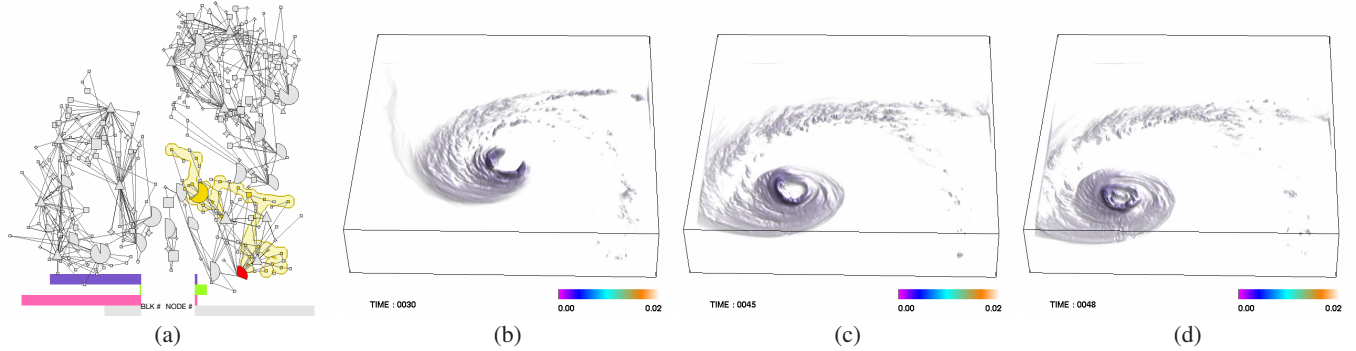 BLK # NODE #
TIME : 0030
0.00 0.02
TIME : 0045
0.00 0.02
TIME : 0048
0.00 0.02
(a) (b) (c) (d)